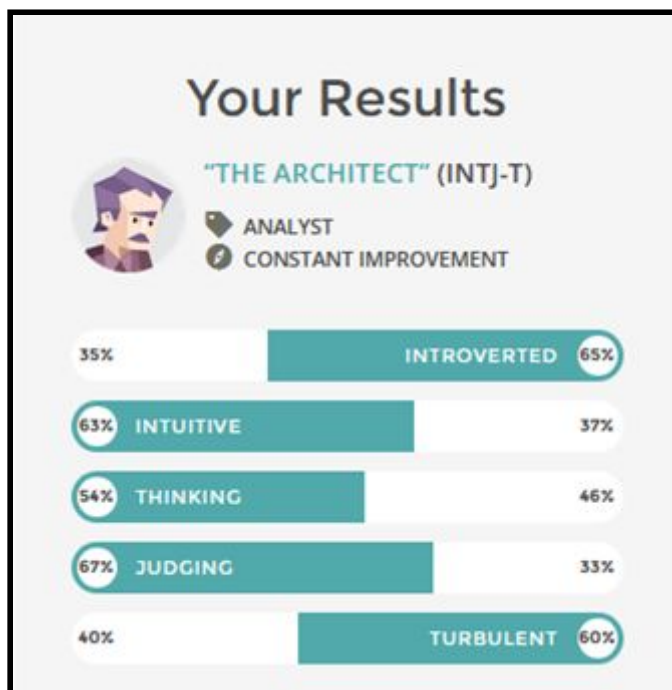 Your Results
“THE ARCHITECT” (INTJ-T)
ANALYST
CONSTANT IMPROVEMENT
35% INTROVERTED 65%
63% INTUITIVE 37%
54% THINKING 46%
67% JUDGING 33%
40% TURBULENT 60%